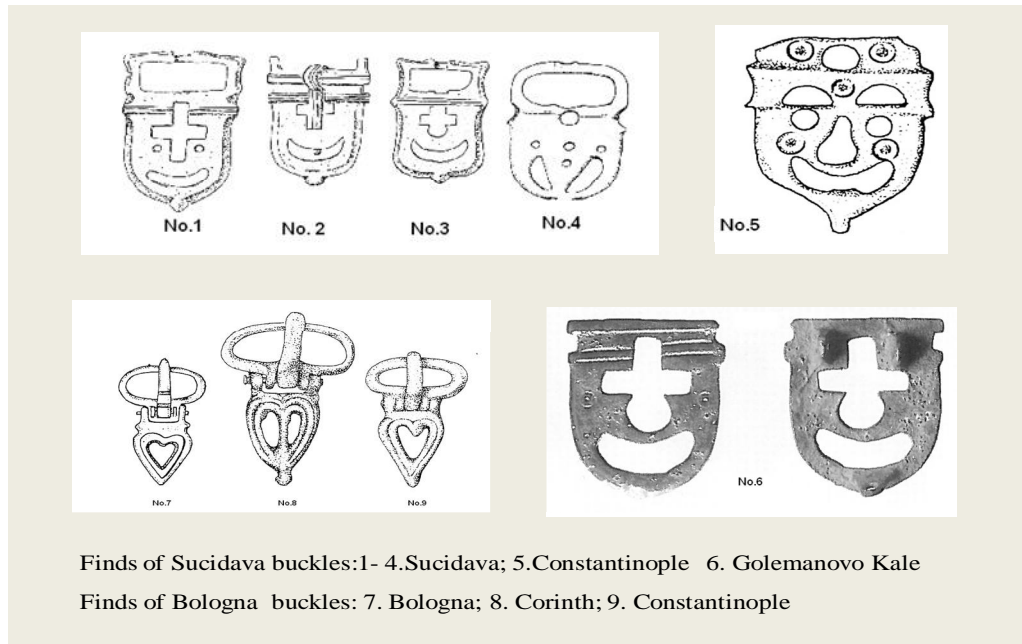 No.1
No. 2
No.3
No.4
No.5
No.7
No.8
No.9
No.6
Finds of Sucidava buckles:1- 4.Sucidava; 5.Constantinople 6. Golemanovo Kale
Finds of Bologna buckles: 7. Bologna; 8. Corinth; 9. Constantinople